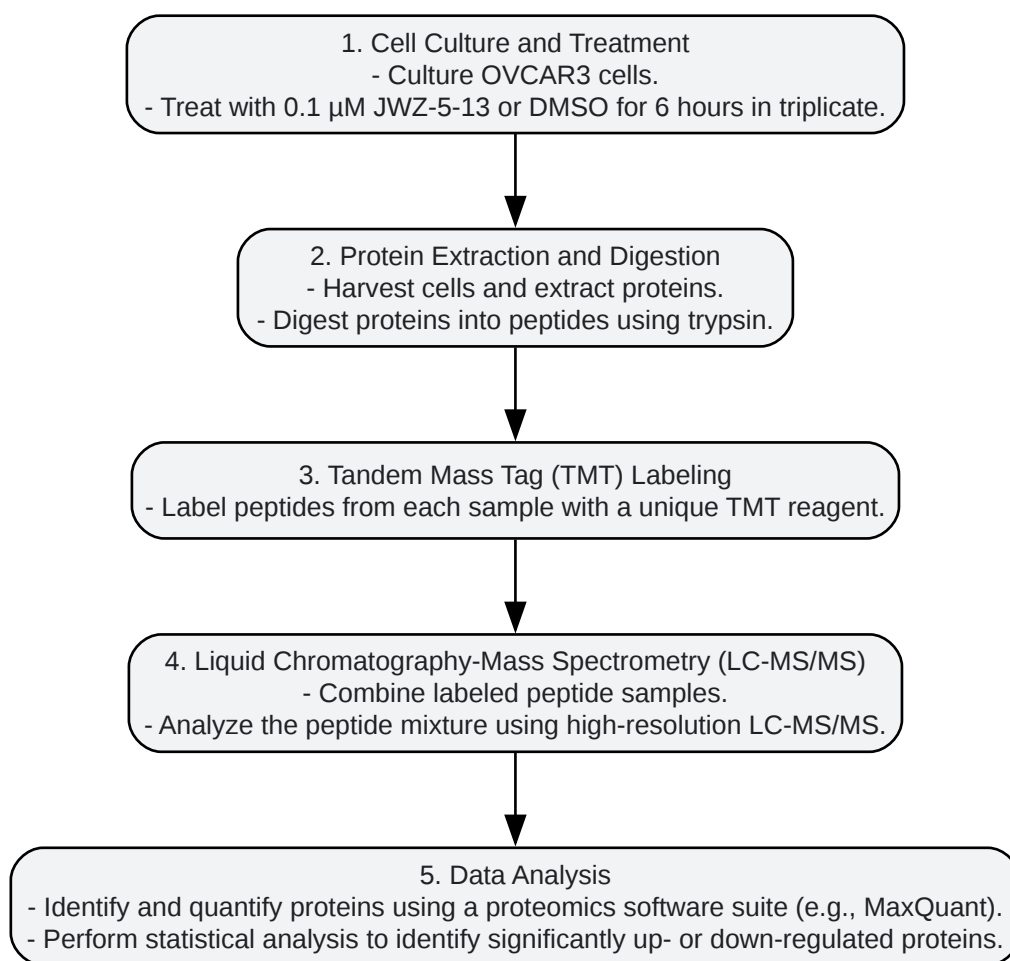 1. Cell Culture and Treatment
- Culture OVCAR3 cells.
- Treat with 0.1 µM JWZ-5-13 or DMSO for 6 hours in triplicate.
2. Protein Extraction and Digestion
- Harvest cells and extract proteins.
- Digest proteins into peptides using trypsin.
3. Tandem Mass Tag (TMT) Labeling
- Label peptides from each sample with a unique TMT reagent.
4. Liquid Chromatography-Mass Spectrometry (LC-MS/MS)
- Combine labeled peptide samples.
- Analyze the peptide mixture using high-resolution LC-MS/MS.
5. Data Analysis
- Identify and quantify proteins using a proteomics software suite (e.g., MaxQuant).
- Perform statistical analysis to identify significantly up- or down-regulated proteins.